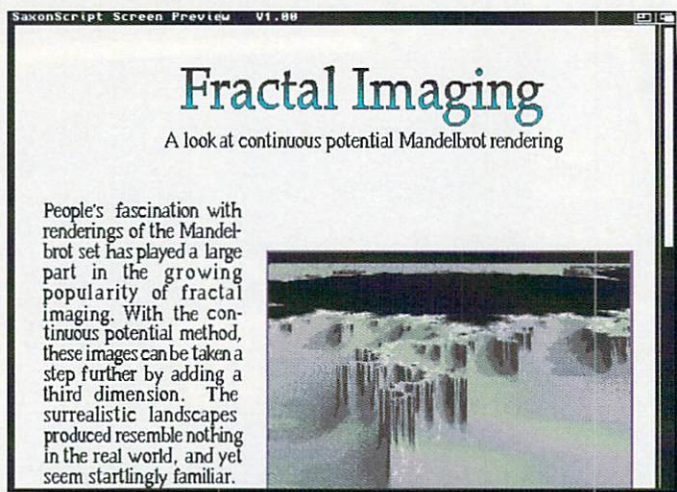 SaxonScript Screen Preview V1.00
Fractal Imaging
A look at continuous potential Mandelbrot rendering
People's fascination with
renderings of the Mandel-
brot set has played a large
part in the growing
popularity of fractal
imaging. With the con-
tinuous potential method,
these images can be taken a
step further by adding a
third dimension. The
surrealistic landscapes
produced resemble nothing
in the real world, and yet
seem startlingly familiar.